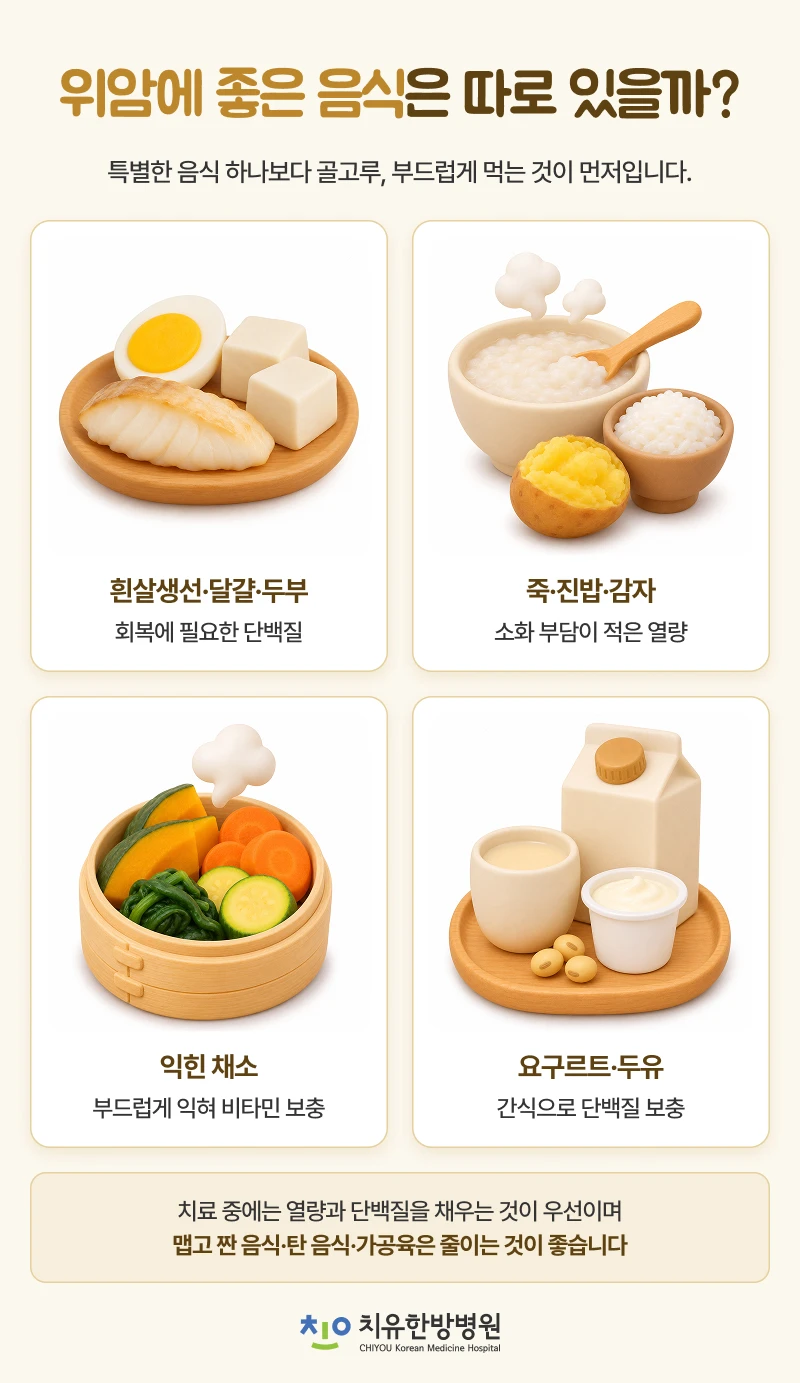 위암에 좋은 음식은 따로 있을까?
특별한 음식 하나보다 골고루, 부드럽게 먹는 것이 먼저입니다.
흰살생선·달걀·두부
회복에 필요한 단백질
죽·진밥·감자
소화 부담이 적은 열량
익힌 채소
부드럽게 익혀 비타민 보충
요구르트·두유
간식으로 단백질 보충
치료 중에는 열량과 단백질을 채우는 것이 우선이며
맵고 짠 음식·탄 음식·가공육은 줄이는 것이 좋습니다
치유한방병원
CHIYOU Korean Medicine Hospital